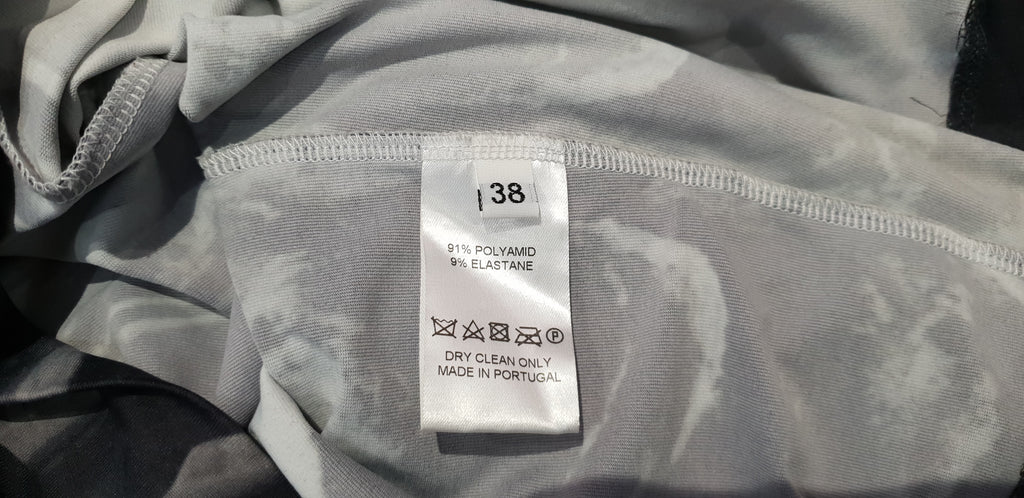 38
91% POLYAMID
9% ELASTANE
P
DRY CLEAN ONLY
MADE IN PORTUGAL